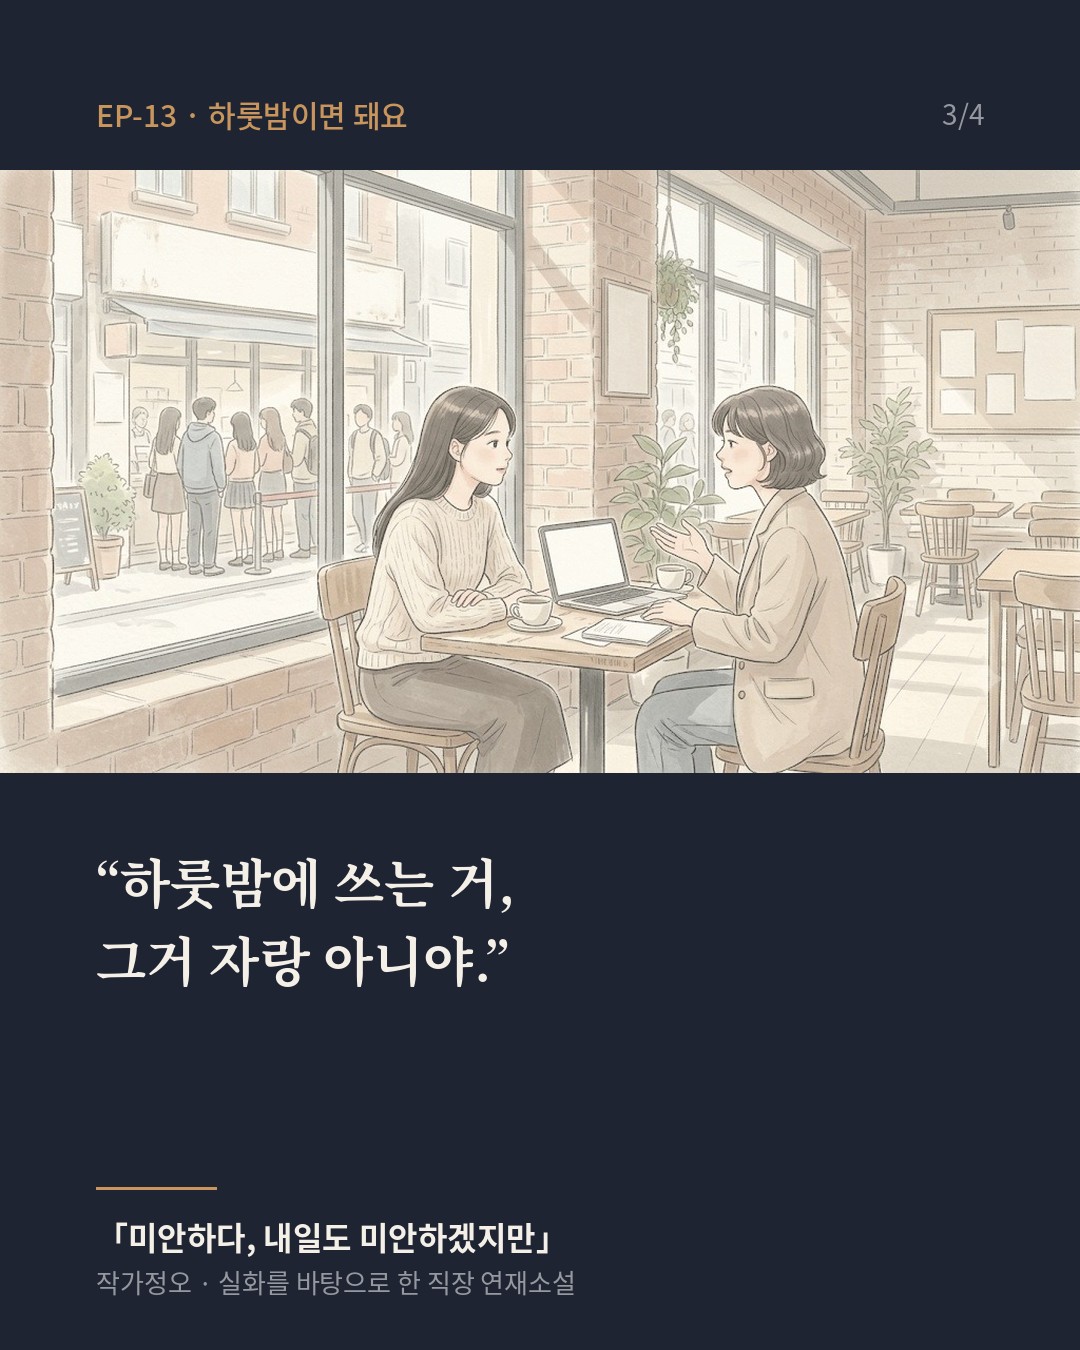 EP-13 · 하룻밤이면 돼요
3/4
“하룻밤에 쓰는 거,
그거 자랑 아니야.”
「미안하다, 내일도 미안하겠지만」
작가정오 · 실화를 바탕으로 한 직장 연재소설